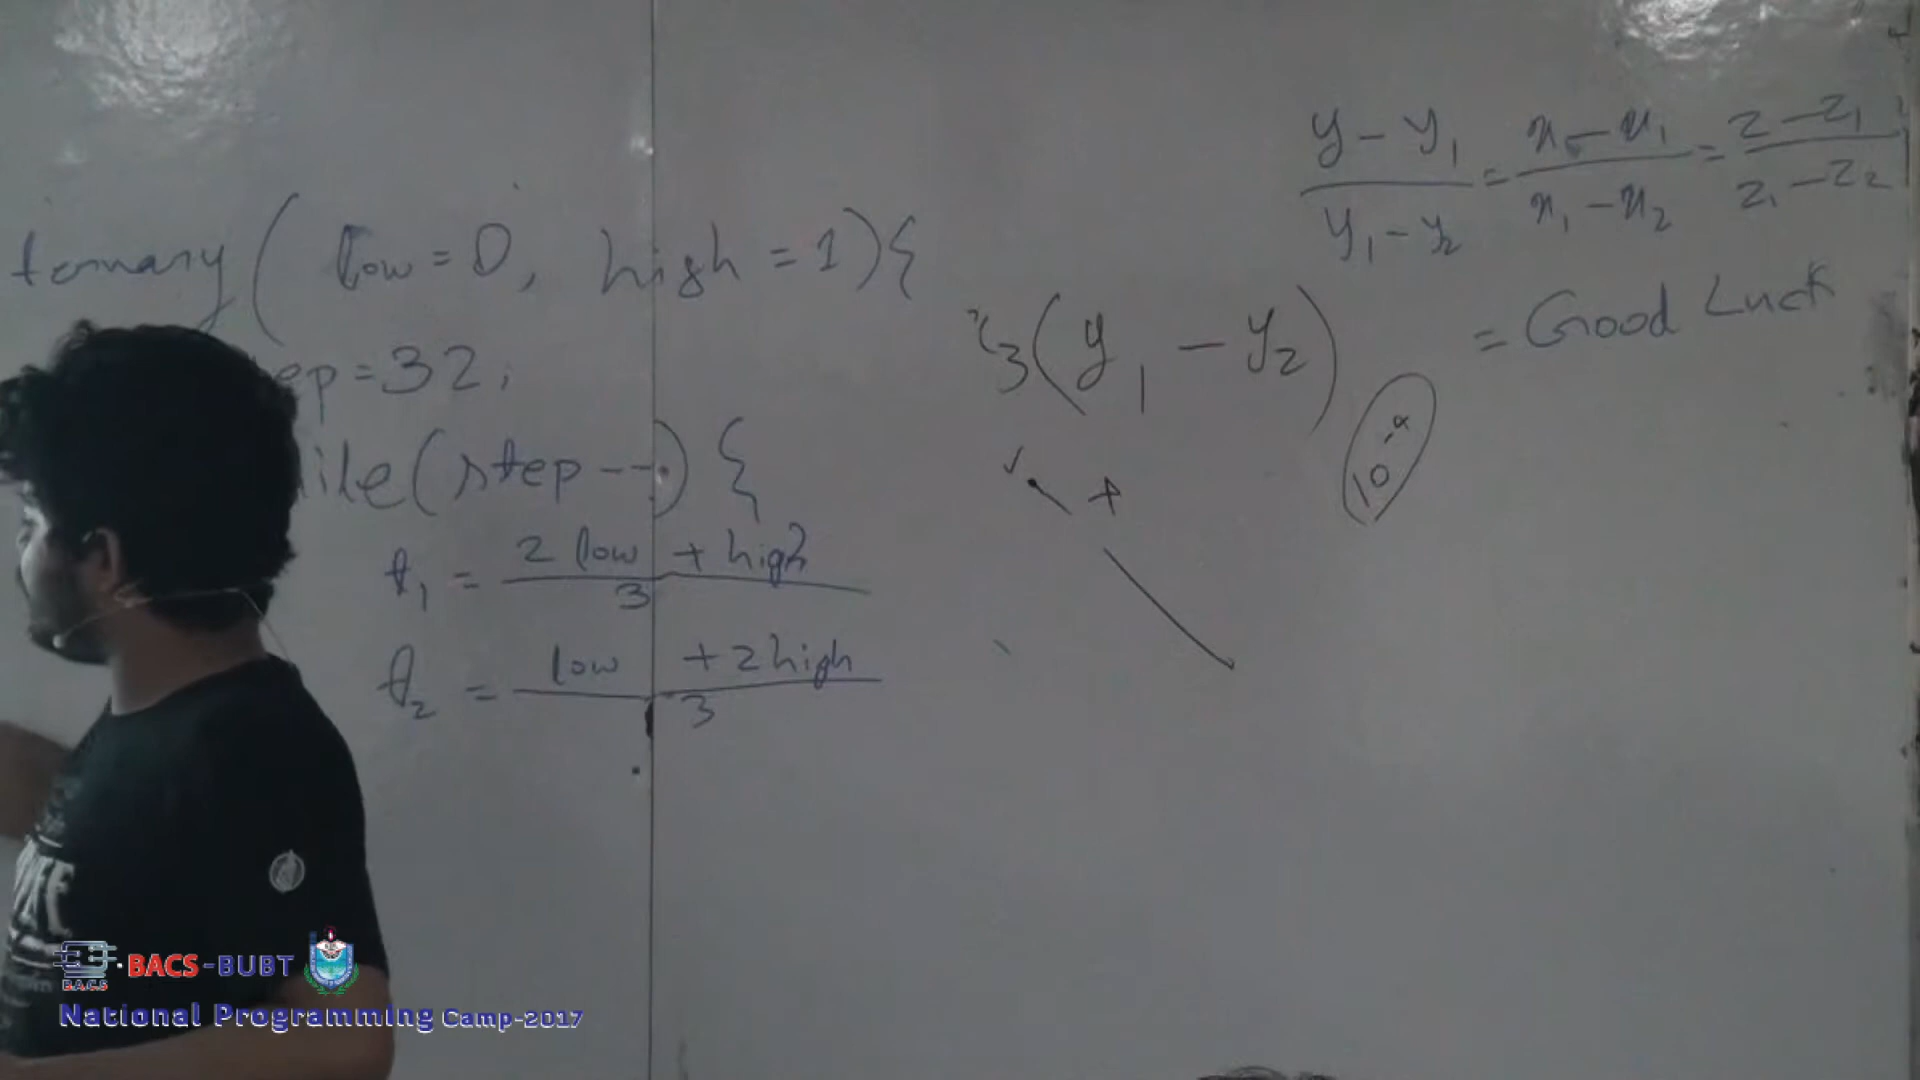 ternary( low = 0, high = 1){
ep = 32;
ile(step--){
t₁ = (2 low + high) / 3
t₂ = (low + 2 high) / 3
(y - y₁) / (y₁ - y₂) = (x - x₁) / (x₁ - x₂) = (z - z₁) / (z₁ - z₂)
= Good Luck
3(y₁ - y₂)
+
B.A.C.S
BACS-BUBT
National Programming Camp-2017